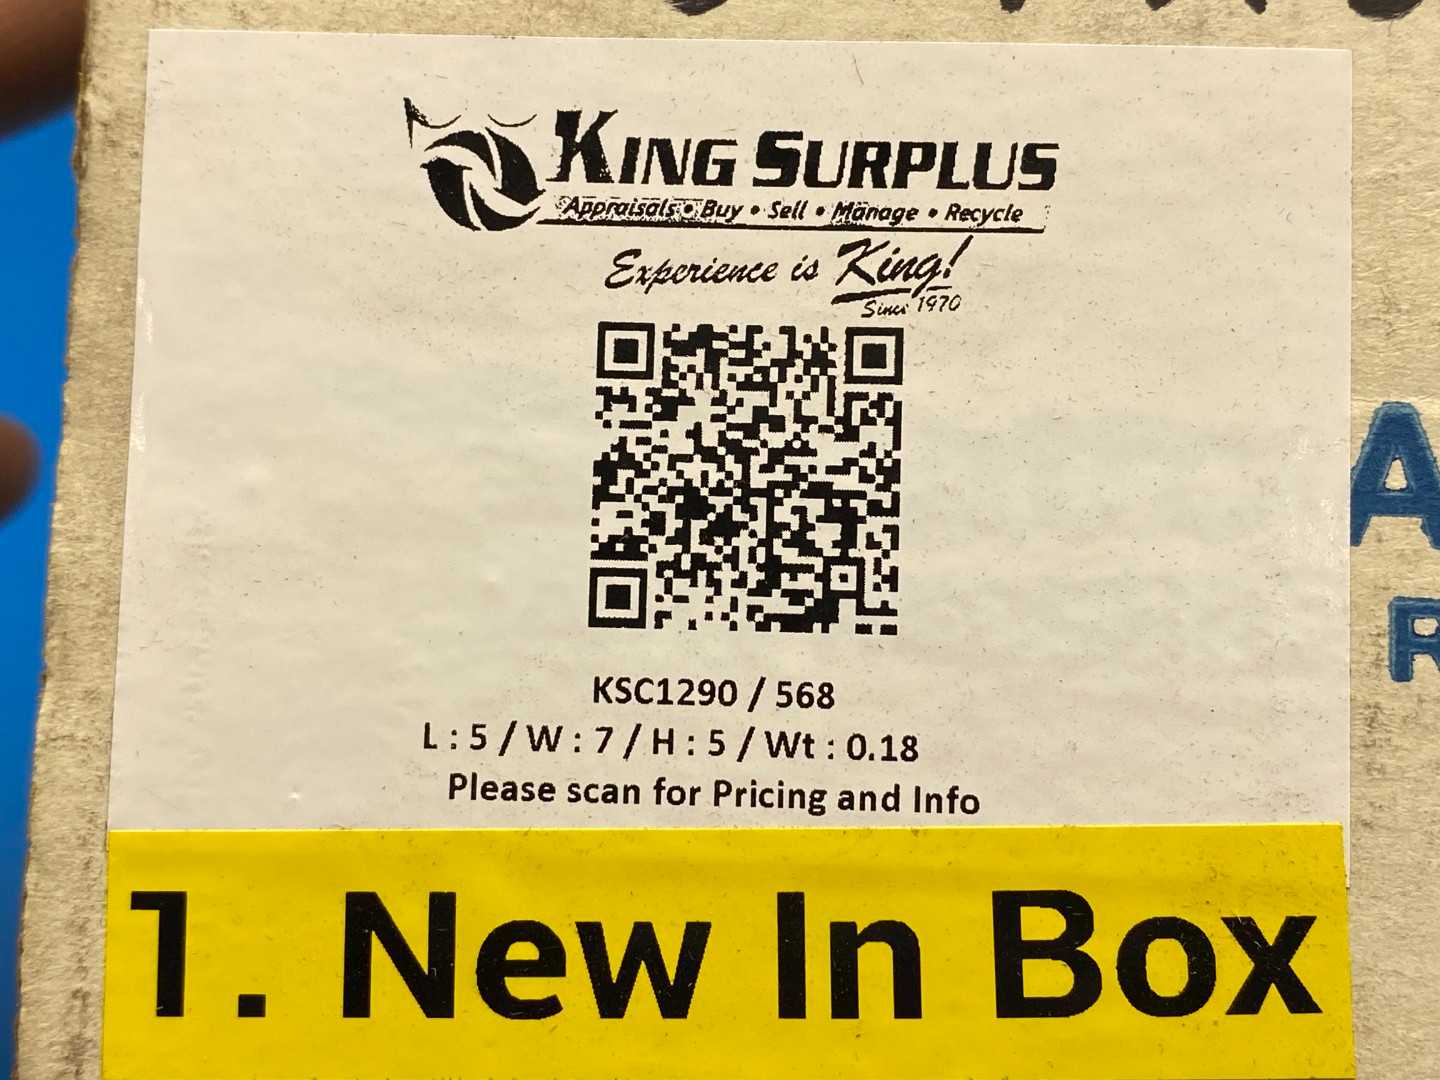 KING SURPLUS
Appraisals • Buy • Sell • Manage • Recycle
Experience is King!
Since 1970
KSC1290 / 568
L : 5 / W : 7 / H : 5 / Wt : 0.18
Please scan for Pricing and Info
1. New In Box
A
R